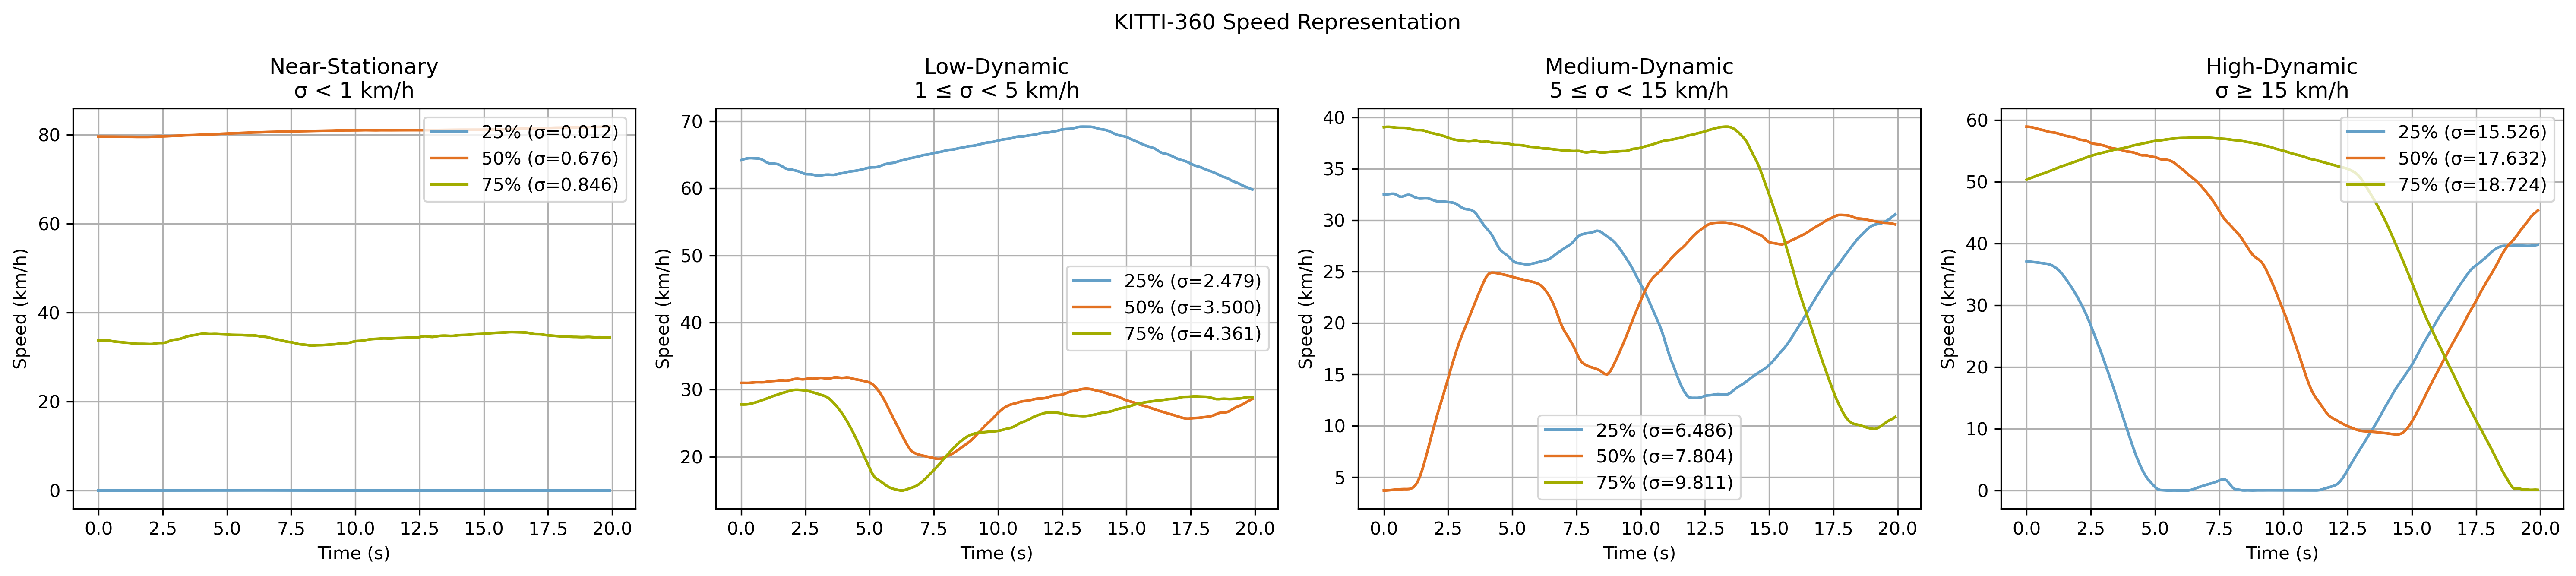 KITTI-360 Speed Representation
Near-Stationary
σ < 1 km/h
80
60
40
20
0
Speed (km/h)
25% (σ=0.012)
50% (σ=0.676)
75% (σ=0.846)
0.0 2.5 5.0 7.5 10.0 12.5 15.0 17.5 20.0
Time (s)
Low-Dynamic
1 ≤ σ < 5 km/h
70
60
50
40
30
20
Speed (km/h)
25% (σ=2.479)
50% (σ=3.500)
75% (σ=4.361)
0.0 2.5 5.0 7.5 10.0 12.5 15.0 17.5 20.0
Time (s)
Medium-Dynamic
5 ≤ σ < 15 km/h
40
35
30
25
20
15
10
5
Speed (km/h)
25% (σ=6.486)
50% (σ=7.804)
75% (σ=9.811)
0.0 2.5 5.0 7.5 10.0 12.5 15.0 17.5 20.0
Time (s)
High-Dynamic
σ ≥ 15 km/h
60
50
40
30
20
10
0
Speed (km/h)
25% (σ=15.526)
50% (σ=17.632)
75% (σ=18.724)
0.0 2.5 5.0 7.5 10.0 12.5 15.0 17.5 20.0
Time (s)